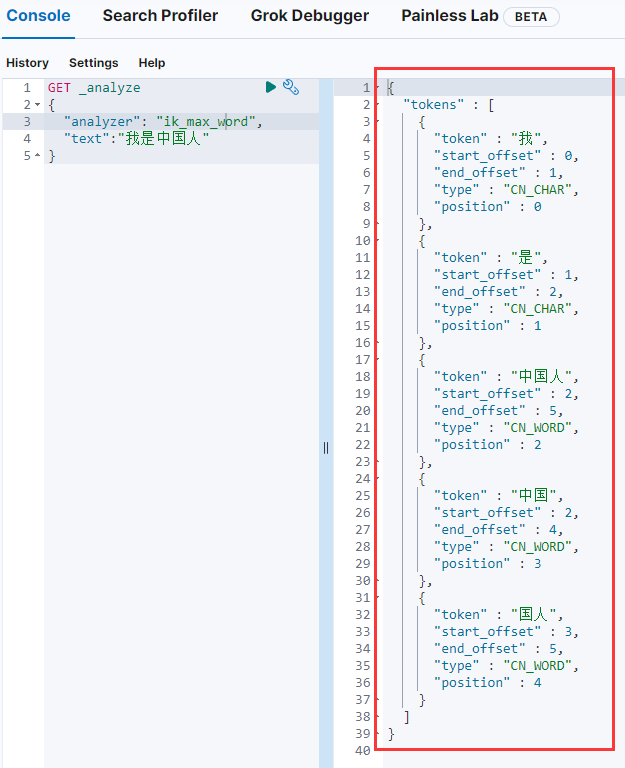 Console Search Profiler Grok Debugger Painless Lab BETA
History Settings Help
1 GET _analyze
2 {
3 "analyzer": "ik_max_word",
4 "text":"我是中国人"
5 }
1 {
2 "tokens" : [
3 {
4 "token" : "我",
5 "start_offset" : 0,
6 "end_offset" : 1,
7 "type" : "CN_CHAR",
8 "position" : 0
9 },
10 {
11 "token" : "是",
12 "start_offset" : 1,
13 "end_offset" : 2,
14 "type" : "CN_CHAR",
15 "position" : 1
16 },
17 {
18 "token" : "中国人",
19 "start_offset" : 2,
20 "end_offset" : 5,
21 "type" : "CN_WORD",
22 "position" : 2
23 },
24 {
25 "token" : "中国",
26 "start_offset" : 2,
27 "end_offset" : 4,
28 "type" : "CN_WORD",
29 "position" : 3
30 },
31 {
32 "token" : "国人",
33 "start_offset" : 3,
34 "end_offset" : 5,
35 "type" : "CN_WORD",
36 "position" : 4
37 }
38 ]
39 }
40